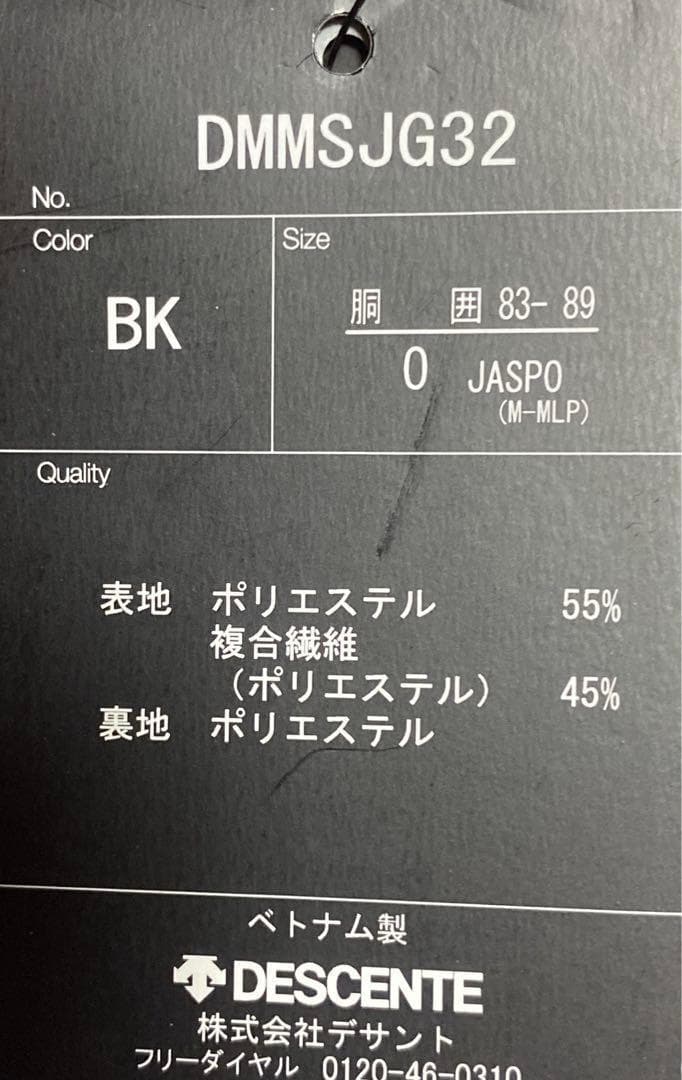 DMMSJG32
No.
Color
Size
BK
胴 囲 83- 89
O JASPO
(M-MLP)
Quality
表地 ポリエステル 55%
複合繊維
(ポリエステル) 45%
裏地 ポリエステル
ベトナム製
DESCENTE
株式会社デサント
フリーダイヤル 0120-46-0310